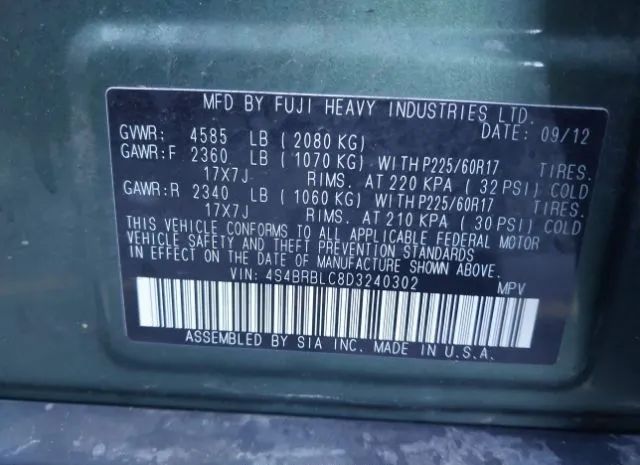 MFD BY FUJI HEAVY INDUSTRIES LTD.
DATE: 09/12
GVWR: 4585 LB ( 2080 KG)
GAWR:F 2360 LB ( 1070 KG) WITH P225/60R17 TIRES.
17X7J RIMS. AT 220 KPA ( 32 PSI) COLD
GAWR:R 2340 LB ( 1060 KG) WITH P225/60R17 TIRES.
17X7J RIMS. AT 210 KPA ( 30 PSI) COLD
THIS VEHICLE CONFORMS TO ALL APPLICABLE FEDERAL MOTOR
VEHICLE SAFETY AND THEFT PREVENTION STANDARDS
IN EFFECT ON THE DATE OF MANUFACTURE SHOWN ABOVE.
VIN: 4S4BRBLC8D3240302 MPV
ASSEMBLED BY SIA INC. MADE IN U.S.A.